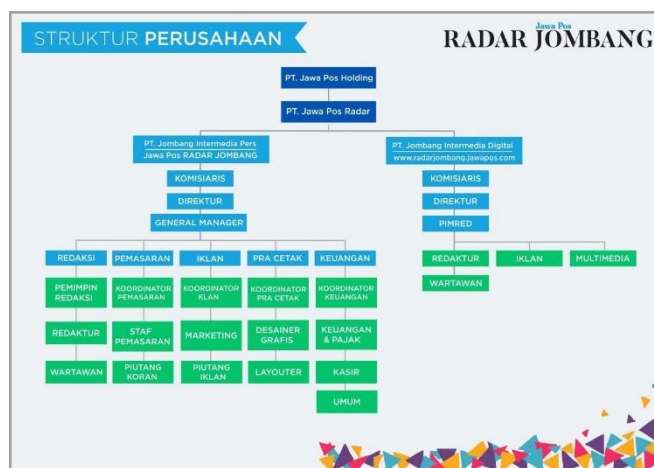 STRUKTUR PERUSAHAAN
Jawa Pos
RADAR JOMBANG
PT. Jawa Pos Holding
PT. Jawa Pos Radar
PT. Jombang Intermedia Pers
Jawa Pos RADAR JOMBANG
KOMISIARIS
DIREKTUR
GENERAL MANAGER
PT. Jombang Intermedia Digital
www.radarjombang.jawapos.com
KOMISIARIS
DIREKTUR
PIMRED
REDAKSI
PEMIMPIN
REDAKSI
REDAKTUR
WARTAWAN
PEMASARAN
KOORDINATOR
PEMASARAN
STAF
PEMASARAN
PIUTANG
KORAN
IKLAN
KOORDINATOR
KLAN
MARKETING
PIUTANG
IKLAN
PRA CETAK
KOORDINATOR
PRA CETAK
DESAINER
GRAFIS
LAYOUTER
KEUANGAN
KOORDINATOR
KEUANGAN
KEUANGAN
& PAJAK
KASIR
UMUM
REDAKTUR
WARTAWAN
IKLAN
MULTIMEDIA